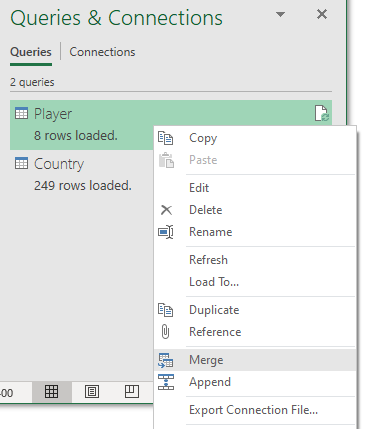 Queries & Connections
Queries Connections
2 queries
Player
8 rows loaded.
Country
249 rows loaded.
Copy
Paste
Edit
Delete
Rename
Refresh
Load To...
Duplicate
Reference
Merge
Append
Export Connection File...
00